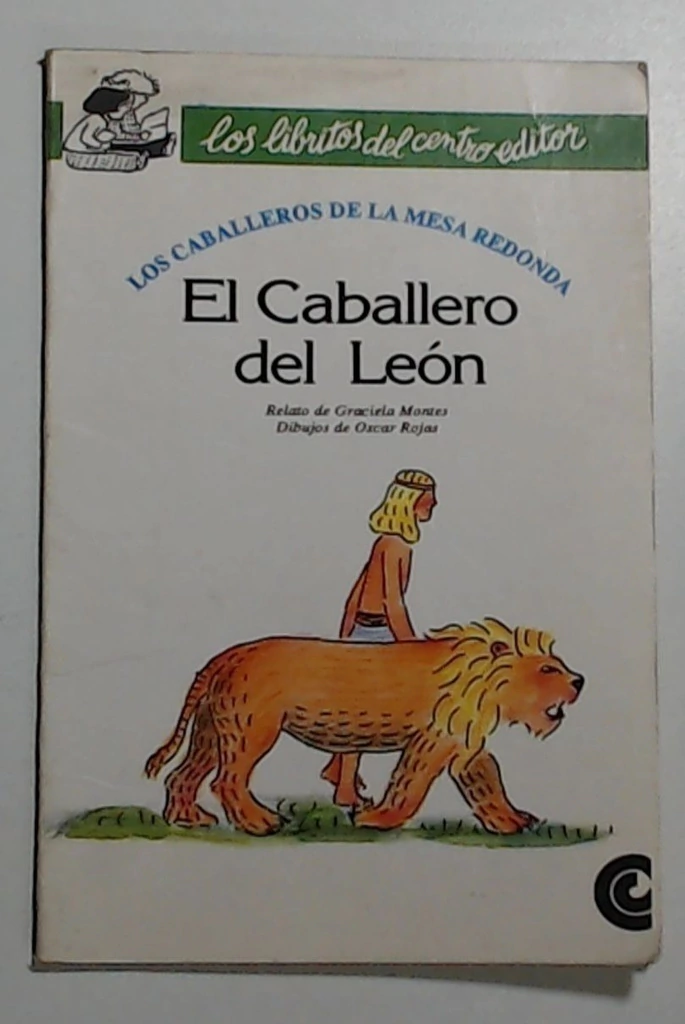 los libritos del centro editor
LOS CABALLEROS DE LA MESA REDONDA
El Caballero
del León
Relato de Graciela Montes
Dibujos de Oscar Rojas